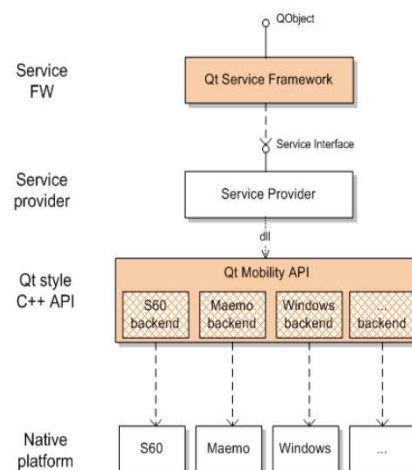 QObject
Service
FW
Qt Service Framework
Service Interface
Service
provider
Service Provider
dll
Qt style
C++ API
Qt Mobility API
S60
backend
Maemo
backend
Windows
backend
...
backend
Native
platform
S60
Maemo
Windows
...